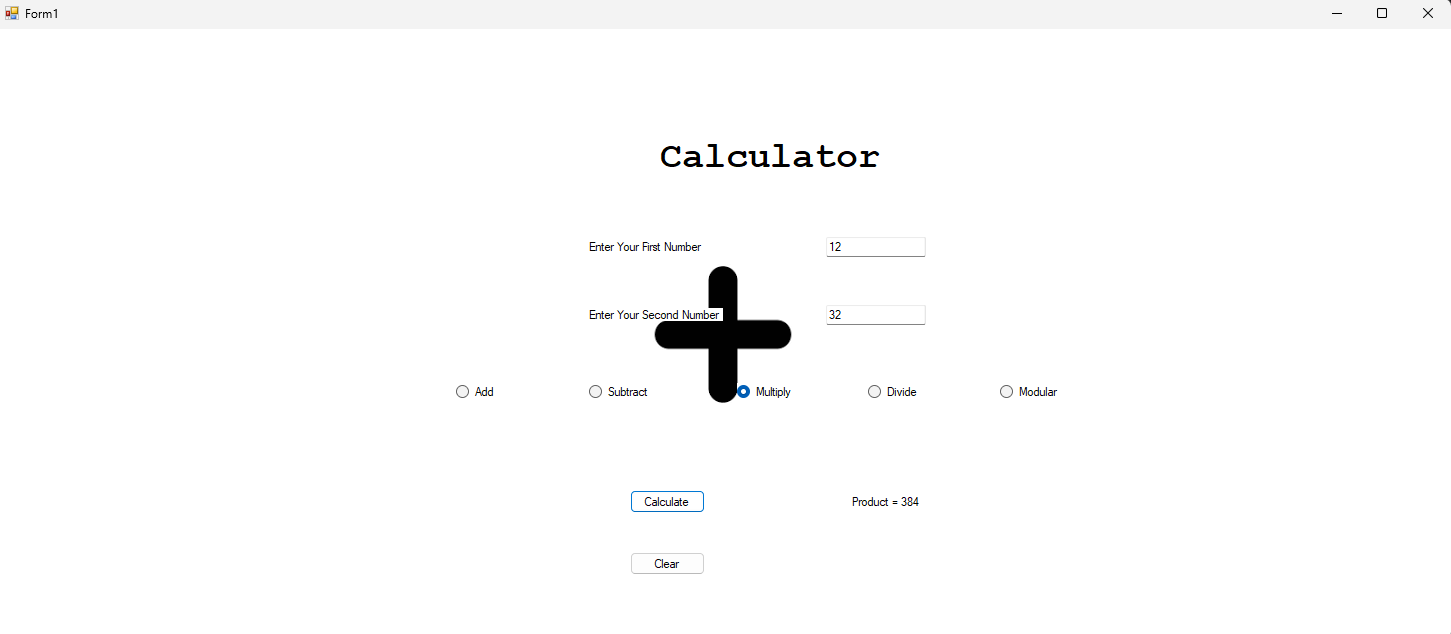 Form1
Calculator
Enter Your First Number 12
Enter Your Second Number 32
Add Subtract Multiply Divide Modular
Calculate Product = 384
Clear